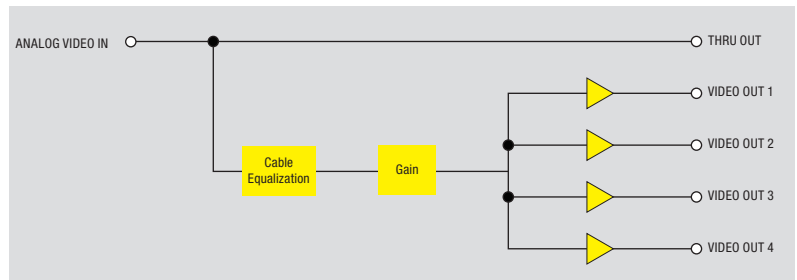 ANALOG VIDEO IN
THRU OUT
VIDEO OUT 1
VIDEO OUT 2
Cable
Equalization
Gain
VIDEO OUT 3
VIDEO OUT 4